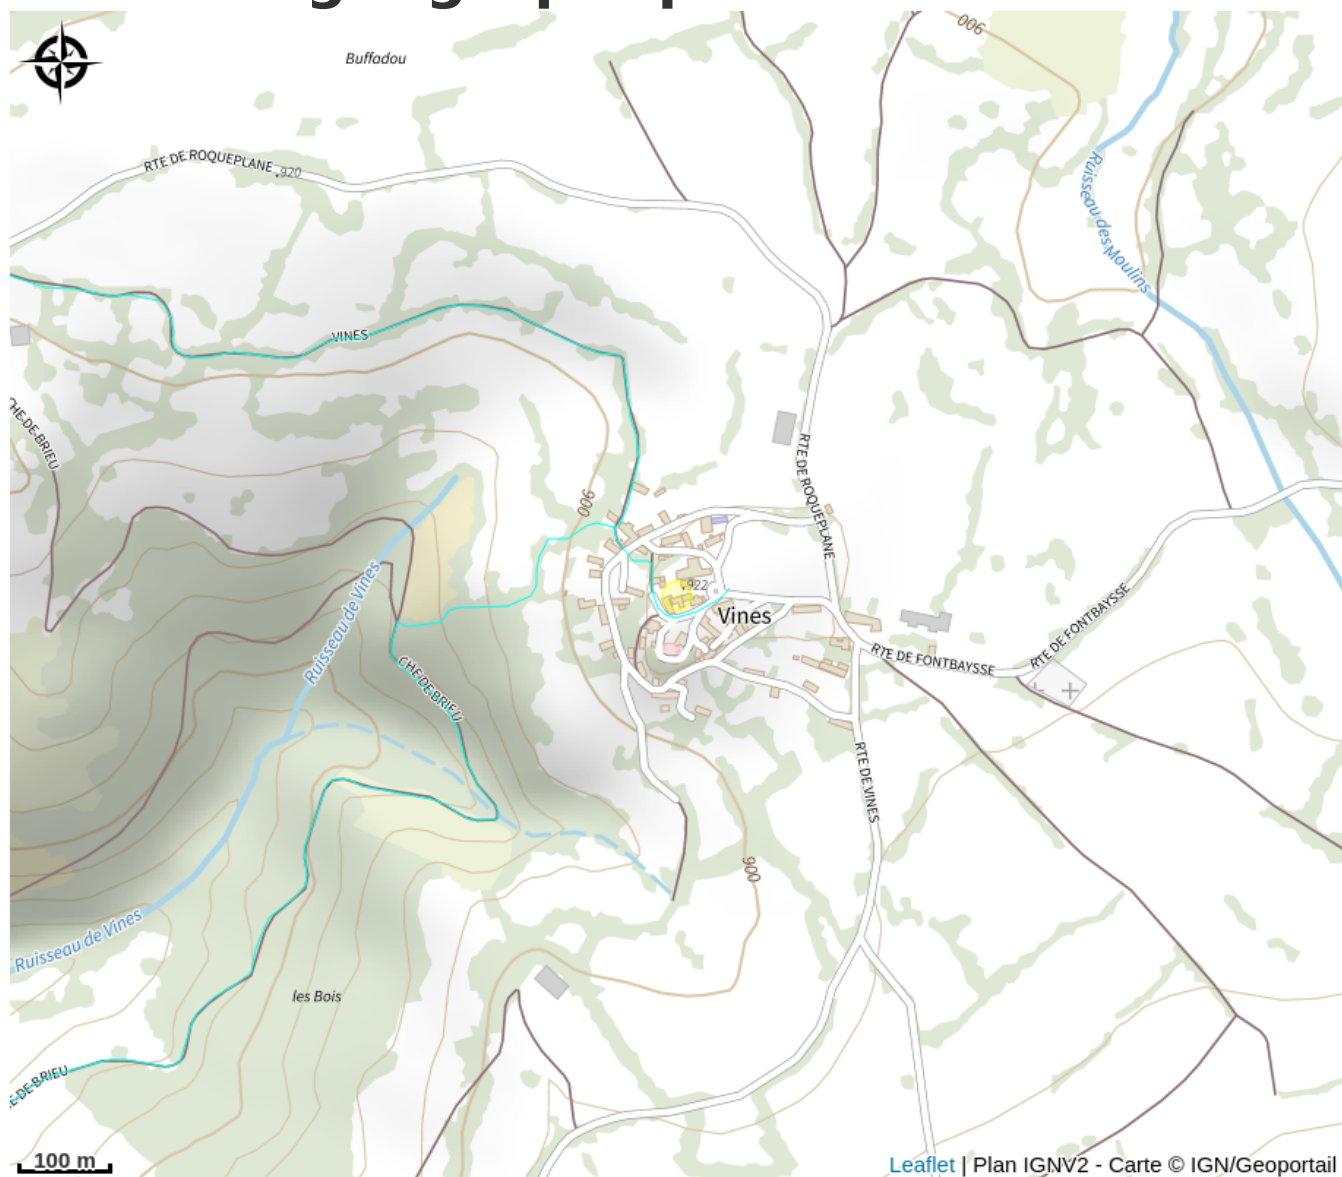 Buffadou
900
RTE DE ROQUEPLANE
920
Ruisseau des Moulins
VINES
CHE-DE-BRIEU
RTE DE ROQUEPLANE
900
922
Vines
Ruisseau de Vines
RTE DE FONTBAYSSE
RTE DE FONTBAYSSE
CHE DE BRIEU
RTE DE VINES
900
Ruisseau de Vines
les Bois
E-DE-BRIEU
100 m
Leaflet | Plan IGNV2 - Carte © IGN/Geoportail